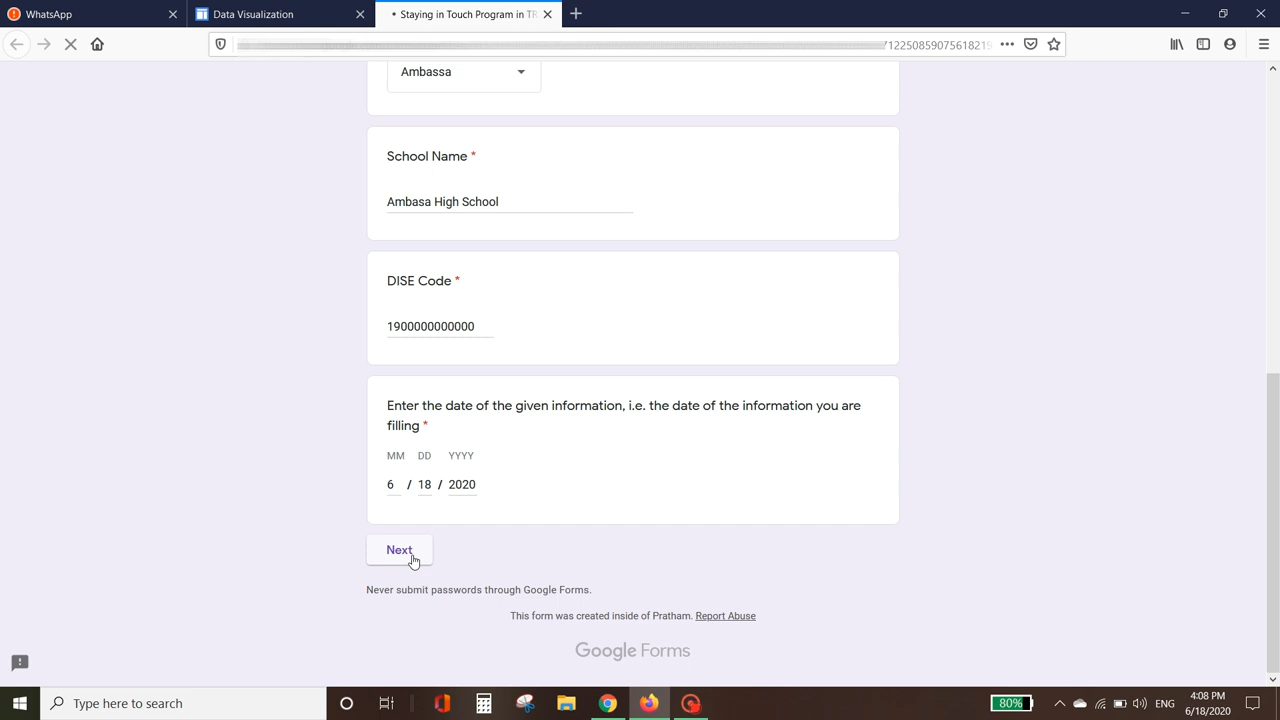 WhatsApp
Data Visualization
• Staying in Touch Program in TR
71225085907561821
Ambassa
School Name *
Ambasa High School
DISE Code *
1900000000000
Enter the date of the given information, i.e. the date of the information you are
filling *
MM DD YYYY
6 / 18 / 2020
Next
Never submit passwords through Google Forms.
This form was created inside of Pratham. Report Abuse
Google Forms
Type here to search
80%
ENG
4:08 PM
6/18/2020